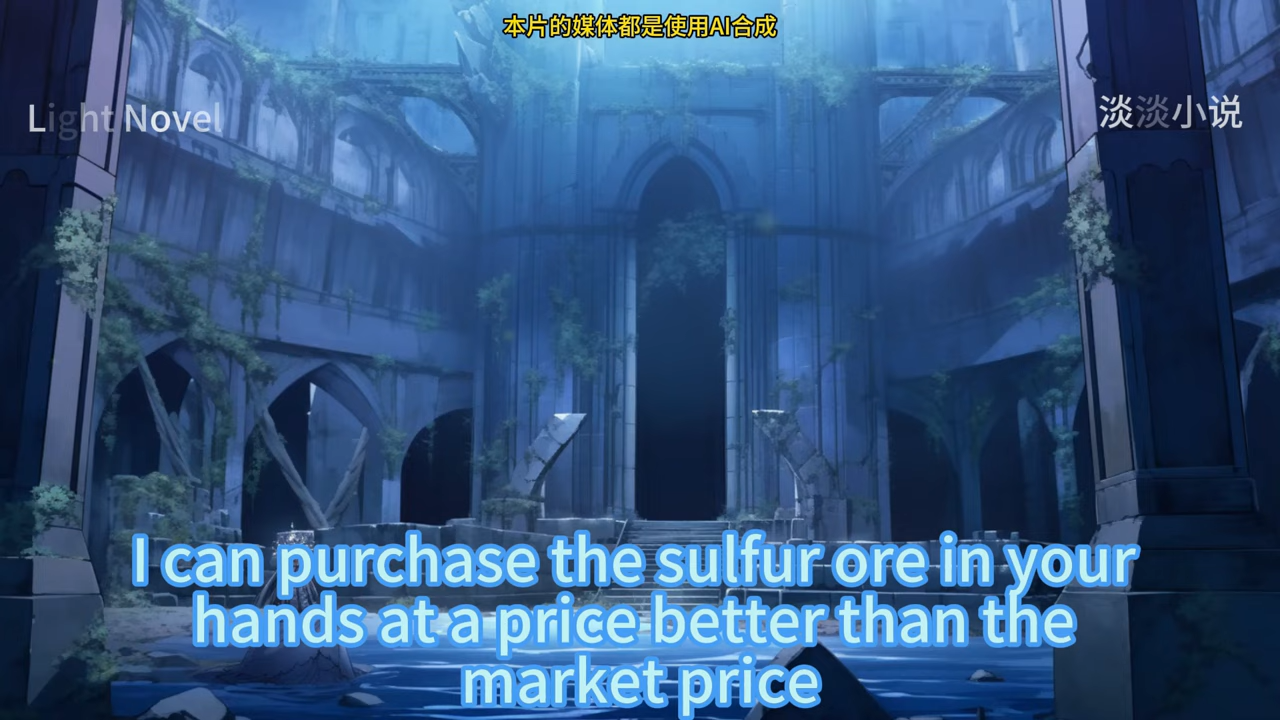 本片的媒体都是使用AI合成
Light Novel
淡淡小说
I can purchase the sulfur ore in your
hands at a price better than the
market price